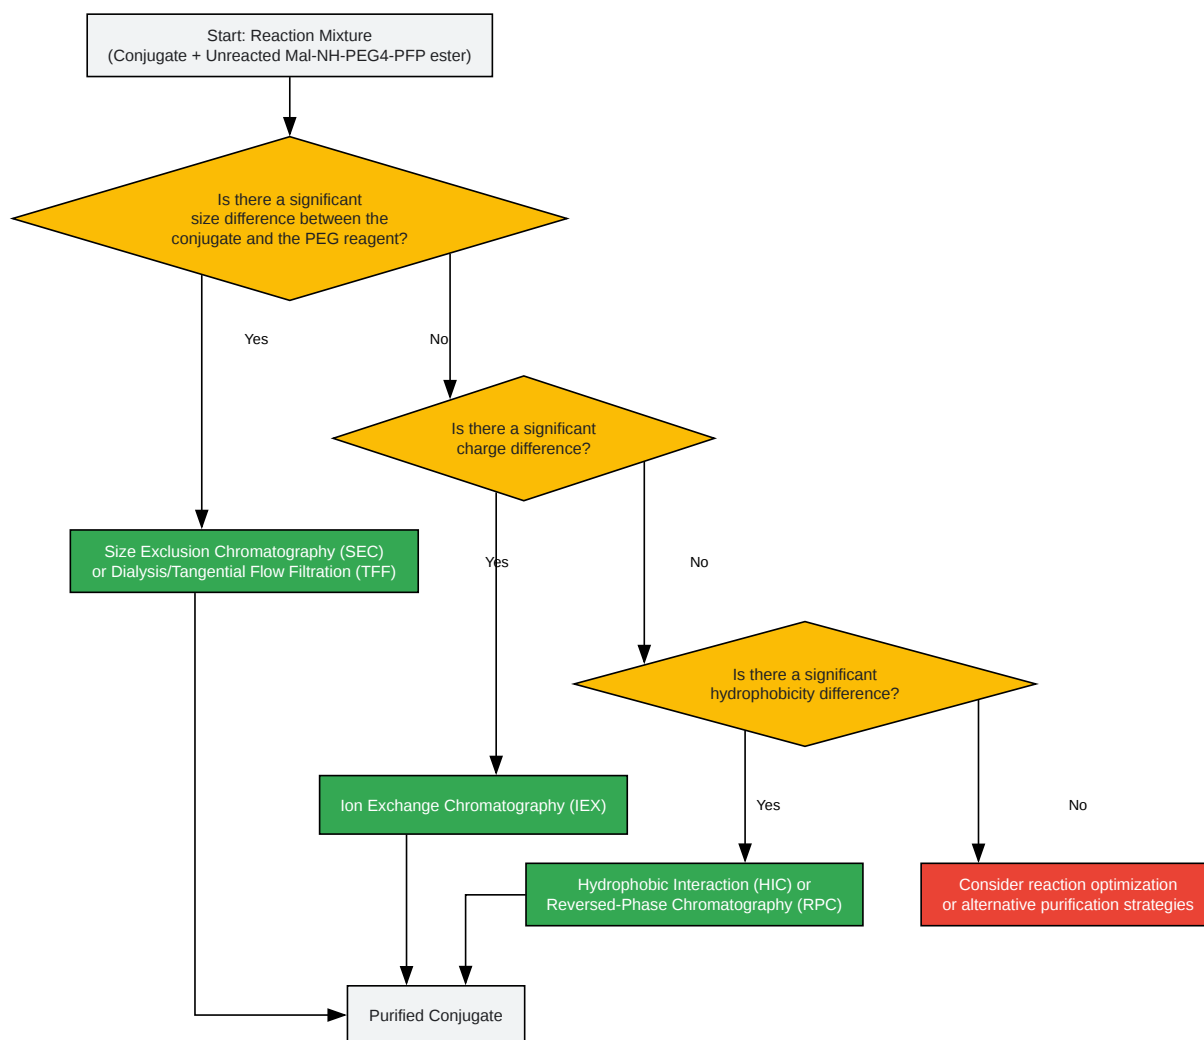 Start: Reaction Mixture
(Conjugate + Unreacted Mal-NH-PEG4-PFP ester)
Is there a significant
size difference between the
conjugate and the PEG reagent?
Yes
No
Is there a significant
charge difference?
Size Exclusion Chromatography (SEC)
or Dialysis/Tangential Flow Filtration (TFF)
Yes
No
Is there a significant
hydrophobicity difference?
Ion Exchange Chromatography (IEX)
Yes
No
Hydrophobic Interaction (HIC) or
Reversed-Phase Chromatography (RPC)
Consider reaction optimization
or alternative purification strategies
Purified Conjugate